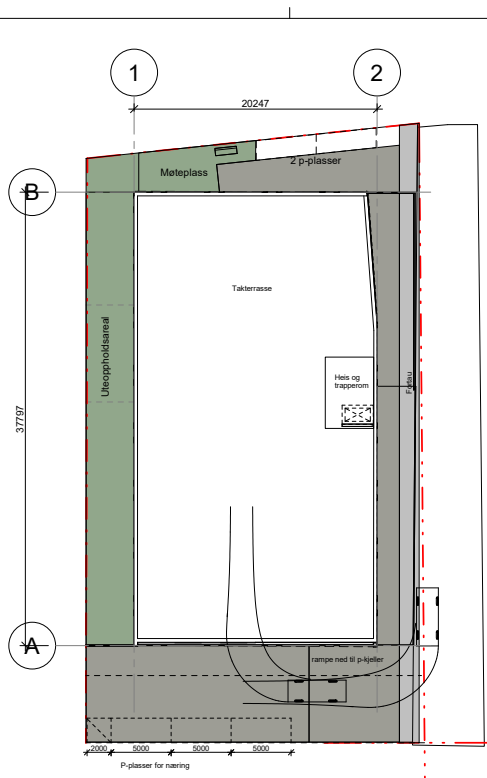 1
2
20247
B
Møteplass
2 p-plasser
Takterrasse
Uteoppholdsareal
Heis og
trapperom
Fortau
37797
A
rampe ned til p-kjeller
2000
5000
5000
5000
P-plasser for næring